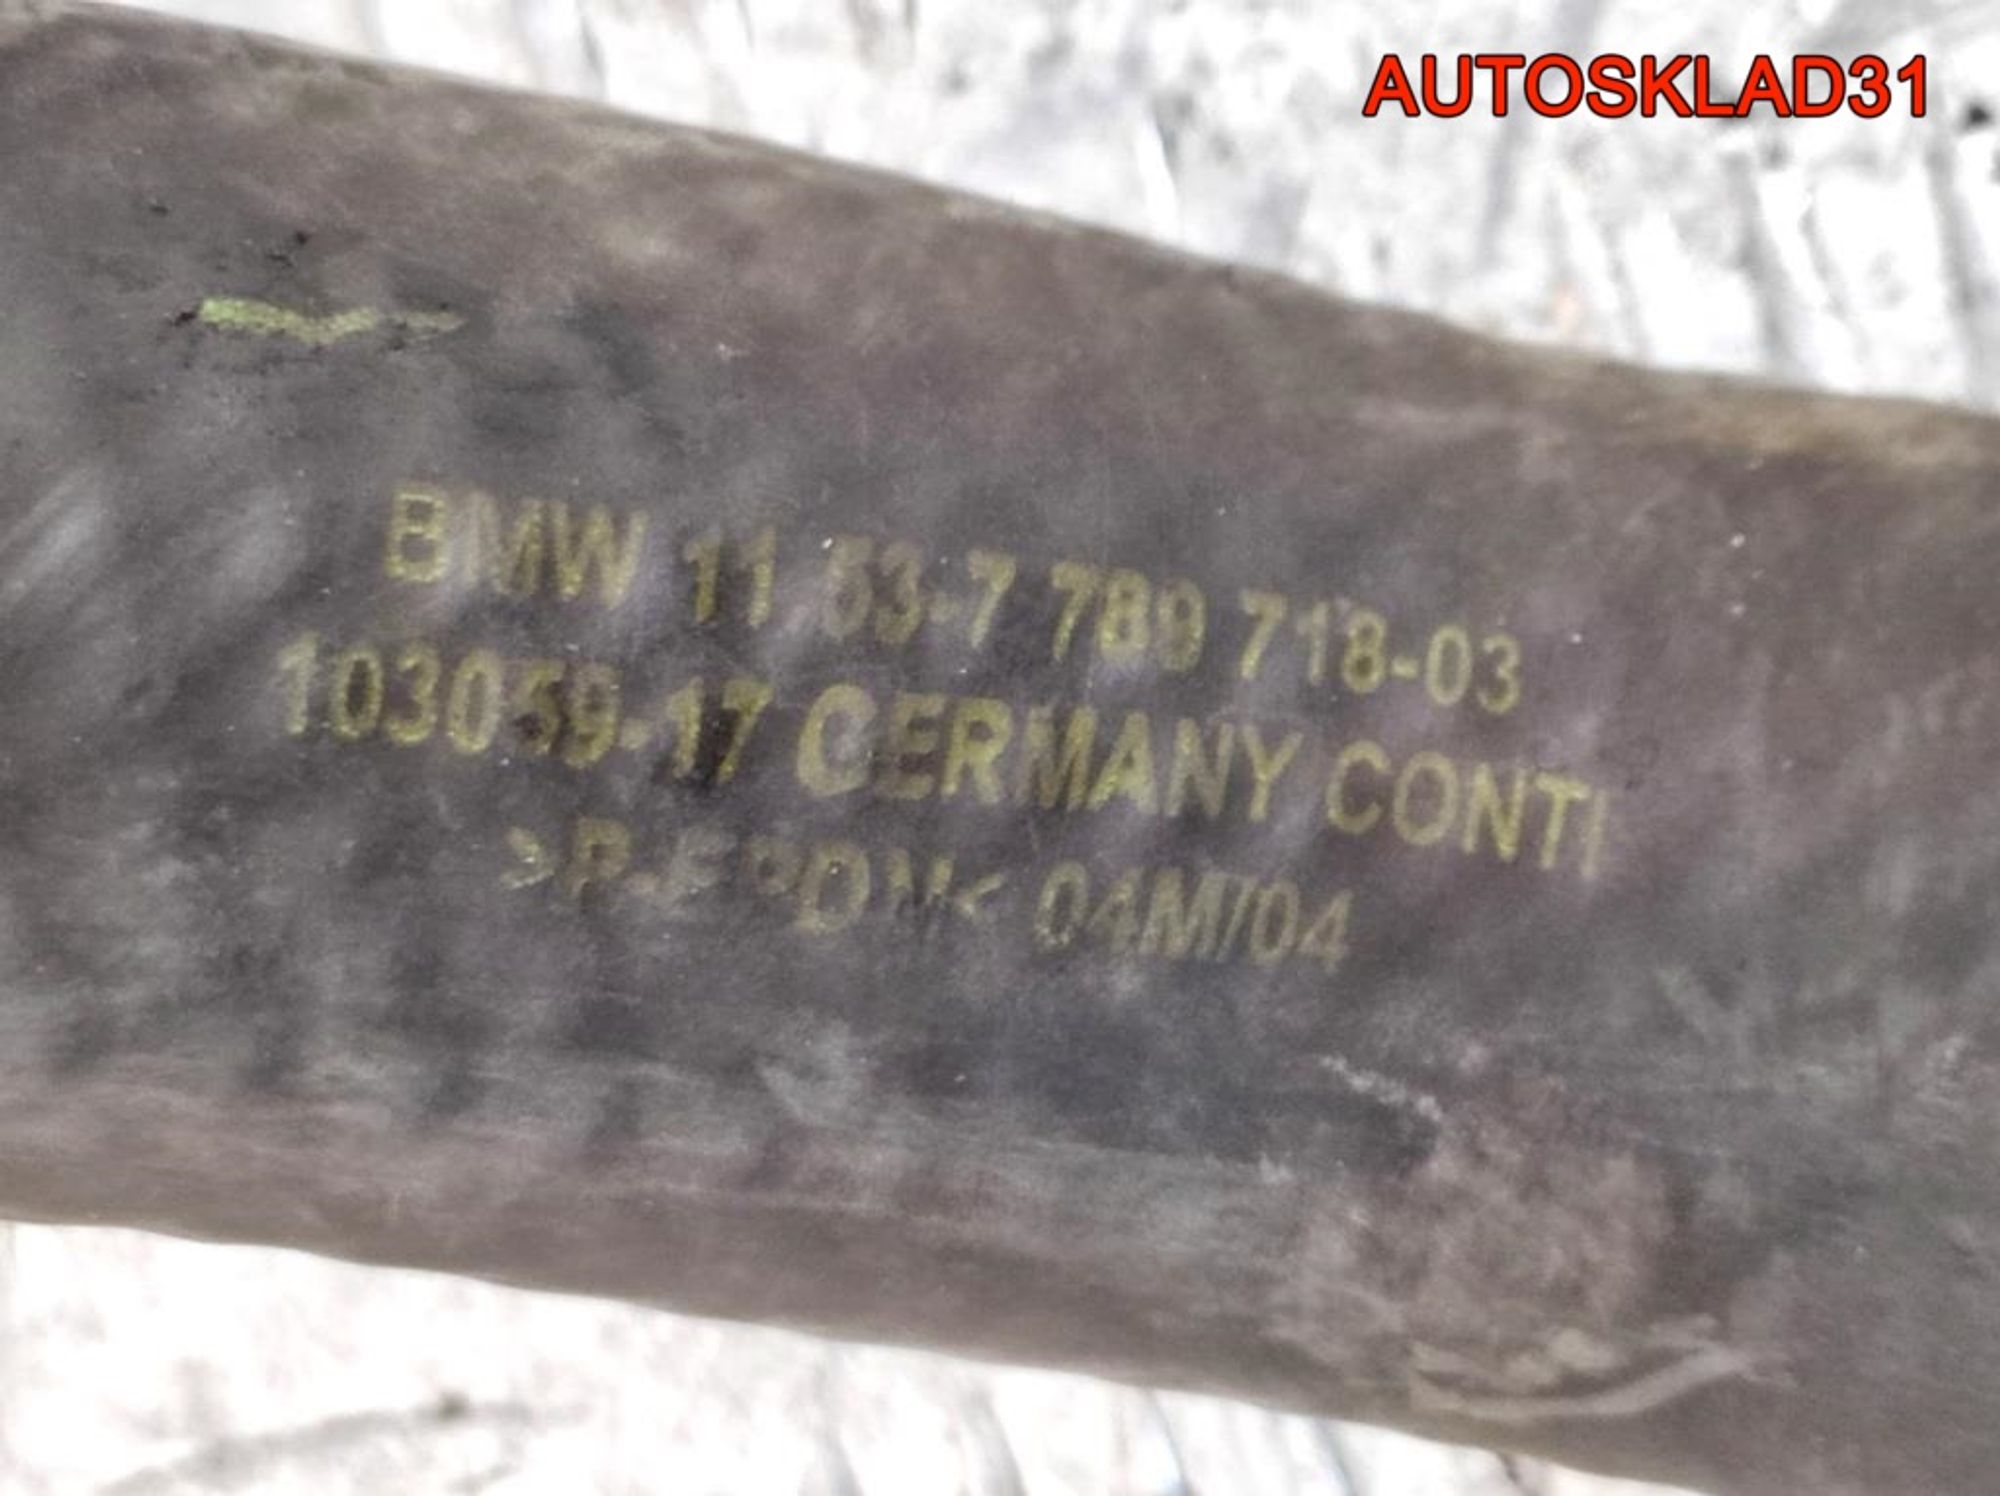 AUTOSKLAD31
BMW 11 53-7 789 718-03
103059-17 GERMANY CONTI
04M/04